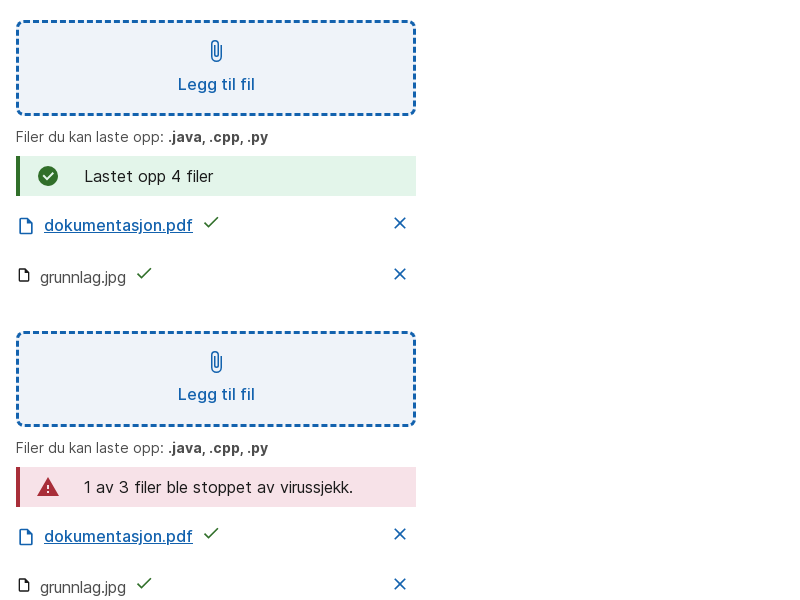 Legg til fil
Filer du kan laste opp: .java, .cpp, .py
Lastet opp 4 filer
dokumentasjon.pdf
grunnlag.jpg
Legg til fil
Filer du kan laste opp: .java, .cpp, .py
1 av 3 filer ble stoppet av virussjekk.
dokumentasjon.pdf
grunnlag.jpg